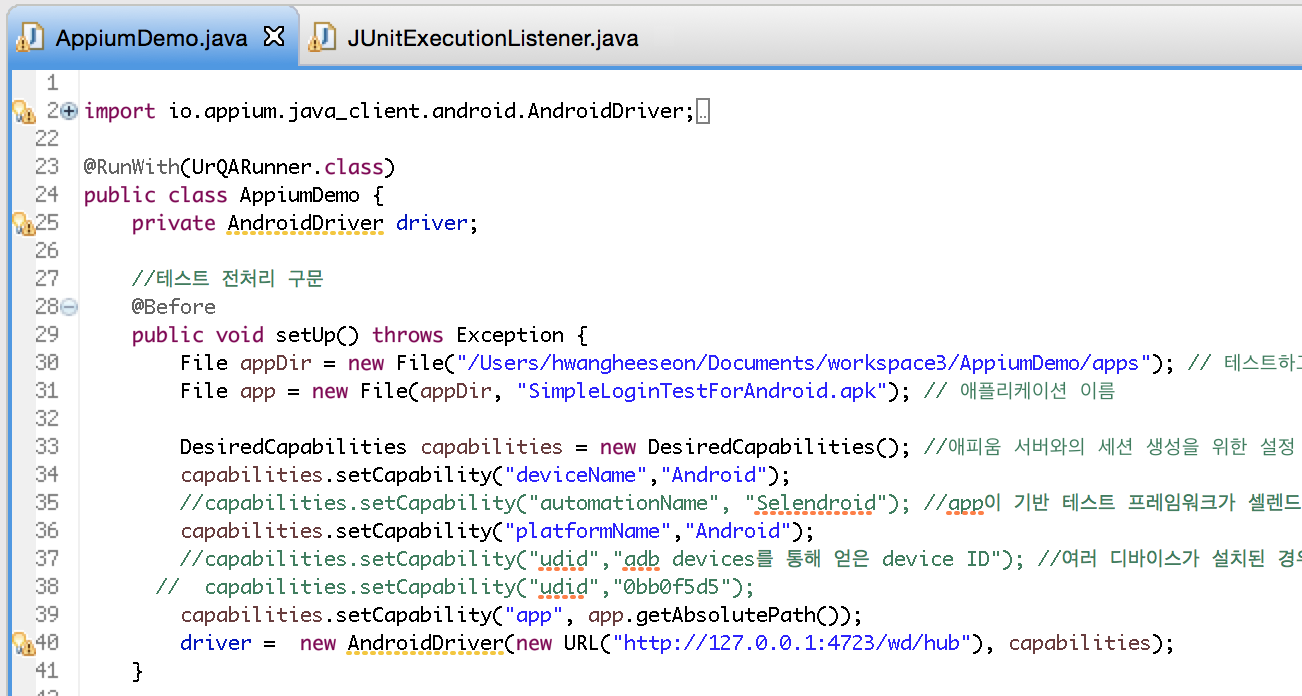 AppiumDemo.java JUnitExecutionListener.java
1
2 import io.appium.java_client.android.AndroidDriver;
22
23 @RunWith(UrQARunner.class)
24 public class AppiumDemo {
25 private AndroidDriver driver;
26
27 //테스트 전처리 구문
28 @Before
29 public void setUp() throws Exception {
30 File appDir = new File("/Users/hwangheeseon/Documents/workspace3/AppiumDemo/apps"); // 테스트하고
31 File app = new File(appDir, "SimpleLoginTestForAndroid.apk"); // 애플리케이션 이름
32
33 DesiredCapabilities capabilities = new DesiredCapabilities(); //애피움 서버와의 세션 생성을 위한 설정
34 capabilities.setCapability("deviceName","Android");
35 //capabilities.setCapability("automationName", "Selendroid"); //app이 기반 테스트 프레임워크가 셀렌드
36 capabilities.setCapability("platformName","Android");
37 //capabilities.setCapability("udid","adb devices를 통해 얻은 device ID"); //여러 디바이스가 설치된 경우
38 // capabilities.setCapability("udid","0bb0f5d5");
39 capabilities.setCapability("app", app.getAbsolutePath());
40 driver = new AndroidDriver(new URL("http://127.0.0.1:4723/wd/hub"), capabilities);
41 }